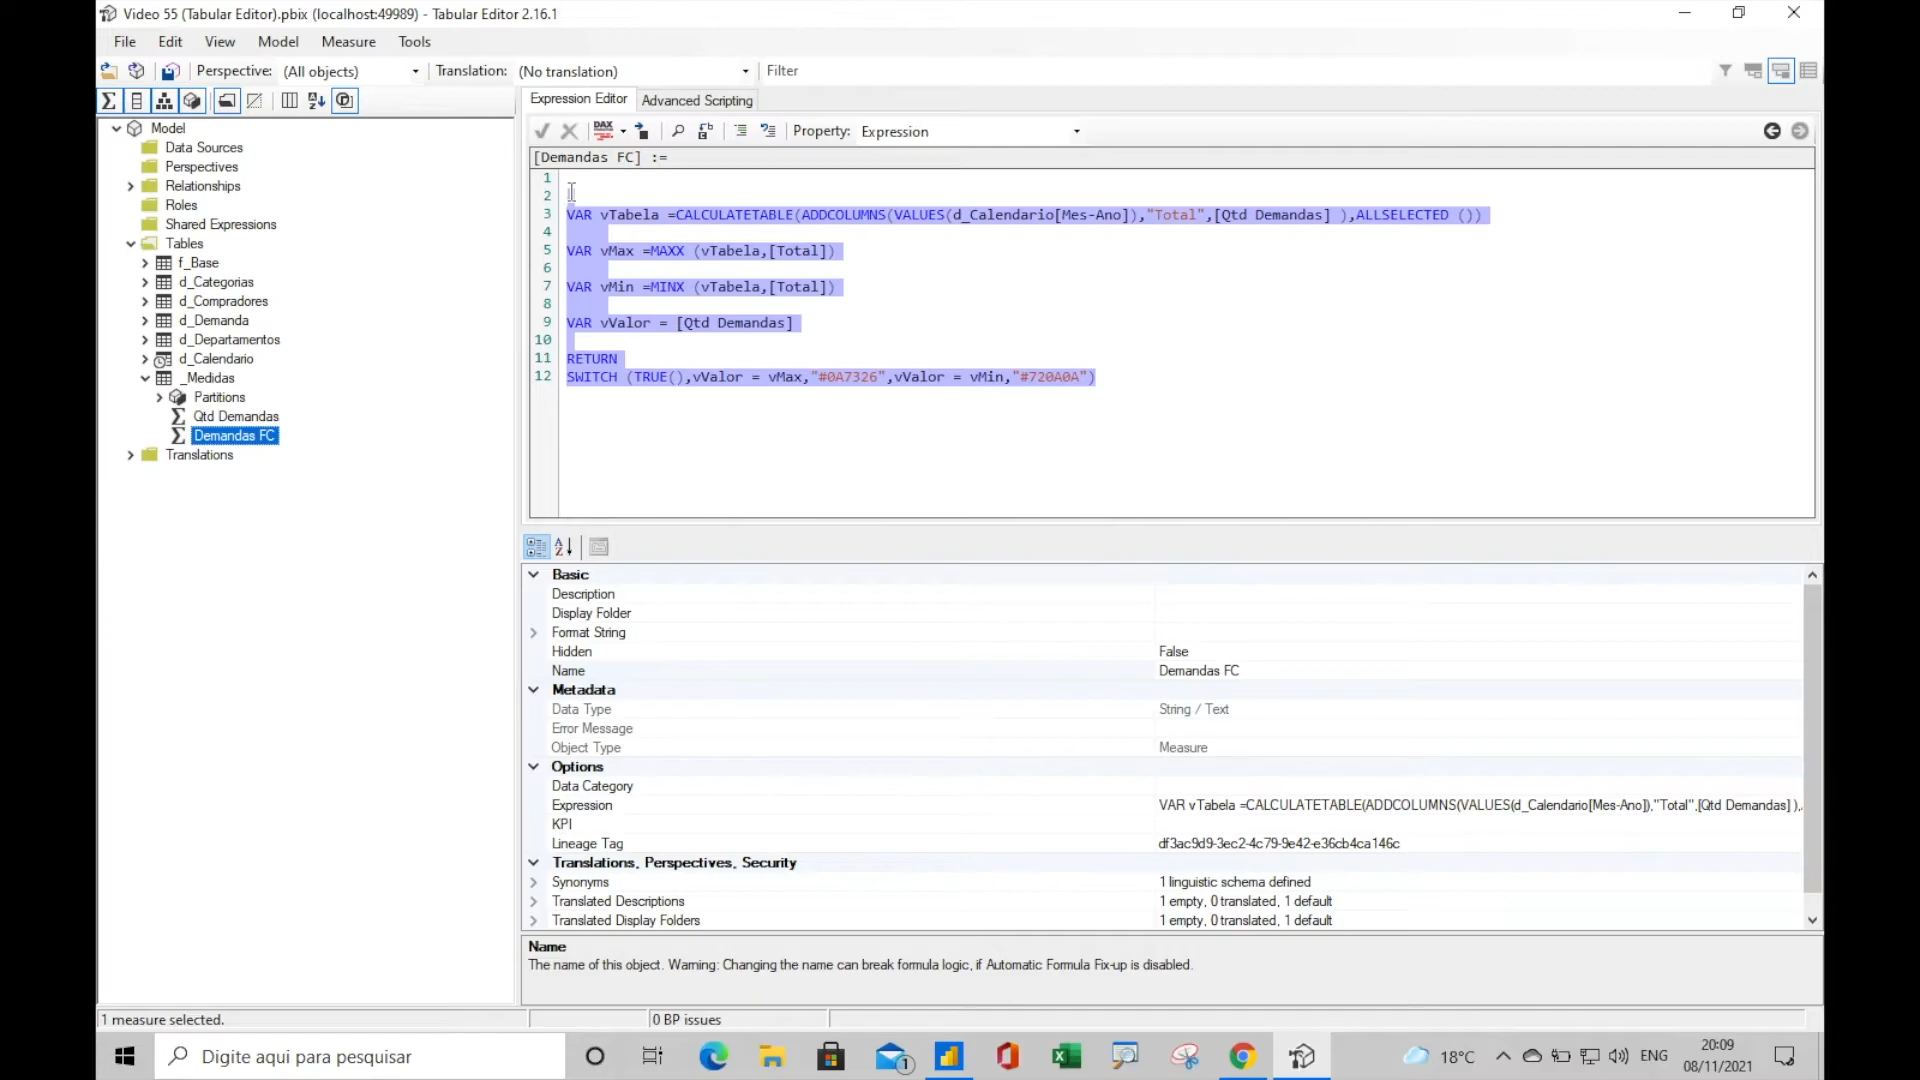 Video 55 (Tabular Editor).pbix (localhost:49989) - Tabular Editor 2.16.1
File Edit View Model Measure Tools
Perspective: (All objects) Translation: (No translation) Filter
Expression Editor Advanced Scripting
Property: Expression
[Demandas FC] :=
Model
Data Sources
Perspectives
Relationships
Roles
Shared Expressions
Tables
f_Base
d_Categorias
d_Compradores
d_Demanda
d_Departamentos
d_Calendario
_Medidas
Partitions
Qtd Demandas
Demandas FC
Translations
1
2
3 VAR vTabela =CALCULATETABLE(ADDCOLUMNS(VALUES(d_Calendario[Mes-Ano]),"Total",[Qtd Demandas] ),ALLSELECTED ())
4
5 VAR vMax =MAXX (vTabela,[Total])
6
7 VAR vMin =MINX (vTabela,[Total])
8
9 VAR vValor = [Qtd Demandas]
10
11 RETURN
12 SWITCH (TRUE(),vValor = vMax,"#0A7326",vValor = vMin,"#720A0A")
Basic
Description
Display Folder
Format String
Hidden False
Name Demandas FC
Metadata
Data Type String / Text
Error Message
Object Type Measure
Options
Data Category
Expression VAR vTabela =CALCULATETABLE(ADDCOLUMNS(VALUES(d_Calendario[Mes-Ano]),"Total",[Qtd Demandas] ),.
KPI
Lineage Tag df3ac9d9-3ec2-4c79-9e42-e36cb4ca146c
Translations, Perspectives, Security
Synonyms 1 linguistic schema defined
Translated Descriptions 1 empty, 0 translated, 1 default
Translated Display Folders 1 empty, 0 translated, 1 default
Name
The name of this object. Warning: Changing the name can break formula logic, if Automatic Formula Fix-up is disabled.
1 measure selected. 0 BP issues
Digite aqui para pesquisar 1 18°C ENG 20:09
08/11/2021